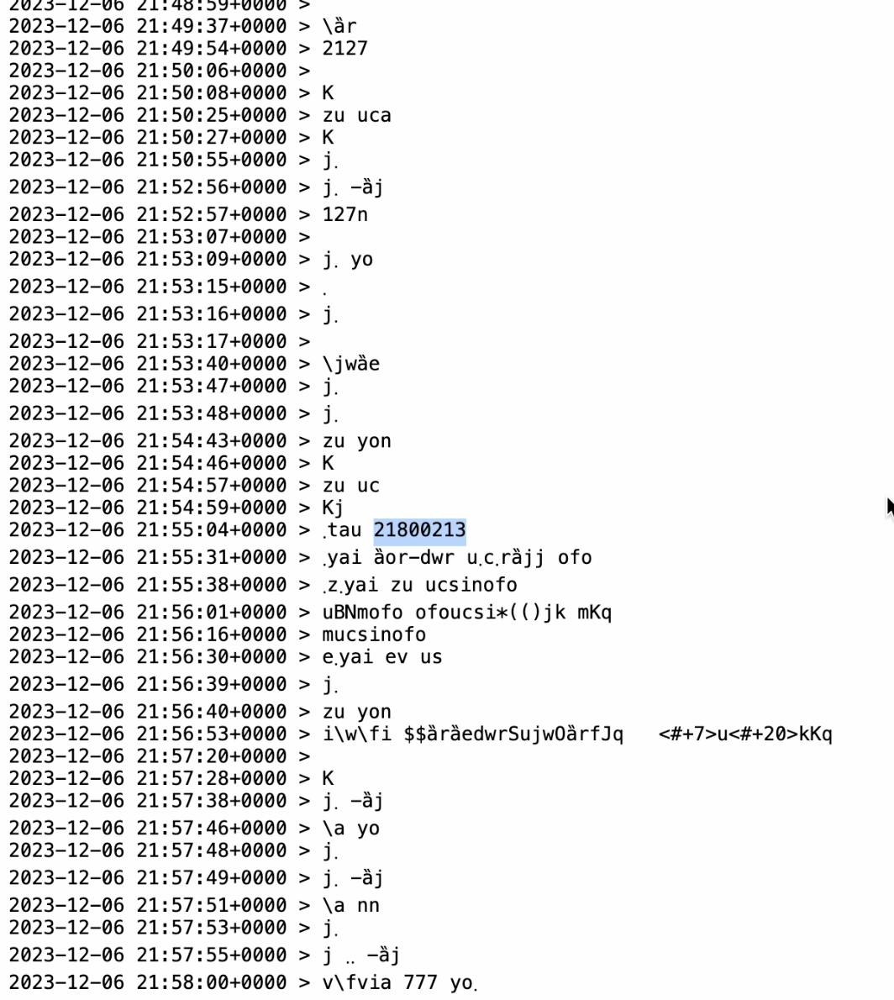 2023-12-06 21:48:59+0000 >
2023-12-06 21:49:37+0000 > \ȁr
2023-12-06 21:49:54+0000 > 2127
2023-12-06 21:50:06+0000 >
2023-12-06 21:50:08+0000 > K
2023-12-06 21:50:25+0000 > zu uca
2023-12-06 21:50:27+0000 > K
2023-12-06 21:50:55+0000 > j.
2023-12-06 21:52:56+0000 > j. -ȁj
2023-12-06 21:52:57+0000 > 127n
2023-12-06 21:53:07+0000 >
2023-12-06 21:53:09+0000 > j. yo
2023-12-06 21:53:15+0000 > .
2023-12-06 21:53:16+0000 > j.
2023-12-06 21:53:17+0000 >
2023-12-06 21:53:40+0000 > \jwȁe
2023-12-06 21:53:47+0000 > j.
2023-12-06 21:53:48+0000 > j.
2023-12-06 21:54:43+0000 > zu yon
2023-12-06 21:54:46+0000 > K
2023-12-06 21:54:57+0000 > zu uc
2023-12-06 21:54:59+0000 > Kj
2023-12-06 21:55:04+0000 > .tau 21800213
2023-12-06 21:55:31+0000 > .yai ȁor-dwr u.c.rȁjj ofo
2023-12-06 21:55:38+0000 > .z.yai zu ucsinofo
2023-12-06 21:56:01+0000 > uBNmofo ofoucsi*(()jk mKq
2023-12-06 21:56:16+0000 > mucsinofo
2023-12-06 21:56:30+0000 > e.yai ev us
2023-12-06 21:56:39+0000 > j.
2023-12-06 21:56:40+0000 > zu yon
2023-12-06 21:56:53+0000 > i\w\fi $$ȁrȁedwrSujwOȁrfJq   <#+7>u<#+20>kKq
2023-12-06 21:57:20+0000 >
2023-12-06 21:57:28+0000 > K
2023-12-06 21:57:38+0000 > j. -ȁj
2023-12-06 21:57:46+0000 > \a yo
2023-12-06 21:57:48+0000 > j.
2023-12-06 21:57:49+0000 > j. -ȁj
2023-12-06 21:57:51+0000 > \a nn
2023-12-06 21:57:53+0000 > j.
2023-12-06 21:57:55+0000 > j .. -ȁj
2023-12-06 21:58:00+0000 > v\fvia 777 yo.